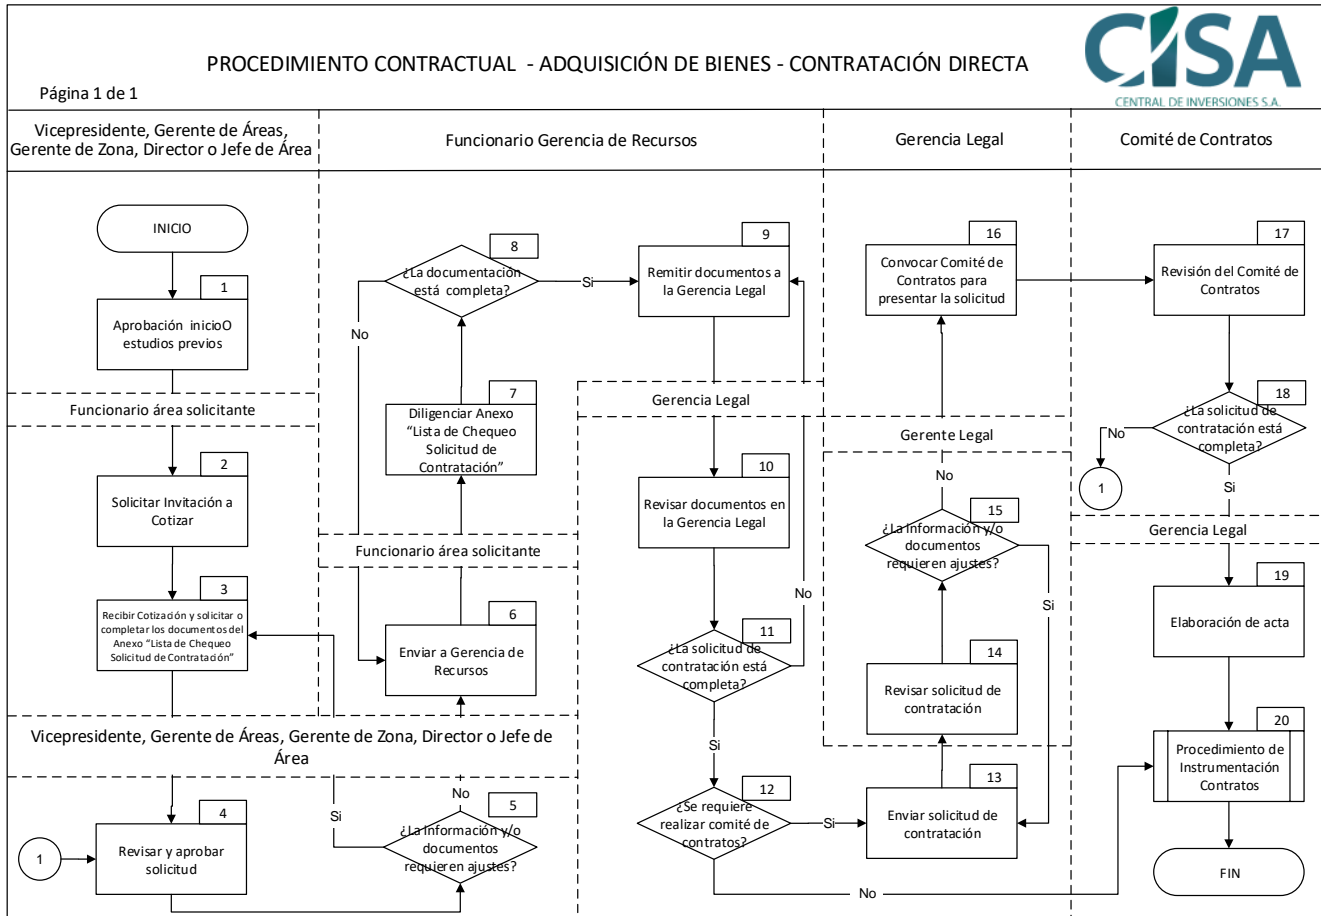 PROCEDIMIENTO CONTRACTUAL - ADQUISICIÓN DE BIENES - CONTRATACIÓN DIRECTA
Página 1 de 1
CISA
CENTRAL DE INVERSIONES S.A.
Vicepresidente, Gerente de Áreas,
Gerente de Zona, Director o Jefe de Área
Funcionario Gerencia de Recursos
Gerencia Legal
Comité de Contratos
INICIO
1
Aprobación inicioO
estudios previos
Funcionario área solicitante
2
Solicitar Invitación a
Cotizar
3
Recibir Cotización y solicitar o
completar los documentos del
Anexo “Lista de Chequeo
Solicitud de Contratación”
Vicepresidente, Gerente de Áreas, Gerente de Zona, Director o Jefe de
Área
4
Revisar y aprobar
solicitud
1
5
¿La Información y/o
documentos
requieren ajustes?
Si
No
6
Enviar a Gerencia de
Recursos
Funcionario área solicitante
7
Diligenciar Anexo
“Lista de Chequeo
Solicitud de
Contratación”
8
¿La documentación
está completa?
No
Si
9
Remitir documentos a
la Gerencia Legal
Gerencia Legal
10
Revisar documentos en
la Gerencia Legal
11
¿La solicitud de
contratación está
completa?
No
Si
12
¿Se requiere
realizar comité de
contratos?
Si
No
13
Enviar solicitud de
contratación
14
Revisar solicitud de
contratación
15
¿La Información y/o
documentos
requieren ajustes?
Si
No
Gerente Legal
16
Convocar Comité de
Contratos para
presentar la solicitud
17
Revisión del Comité de
Contratos
18
¿La solicitud de
contratación está
completa?
No
1
Si
Gerencia Legal
19
Elaboración de acta
20
Procedimiento de
Instrumentación
Contratos
FIN